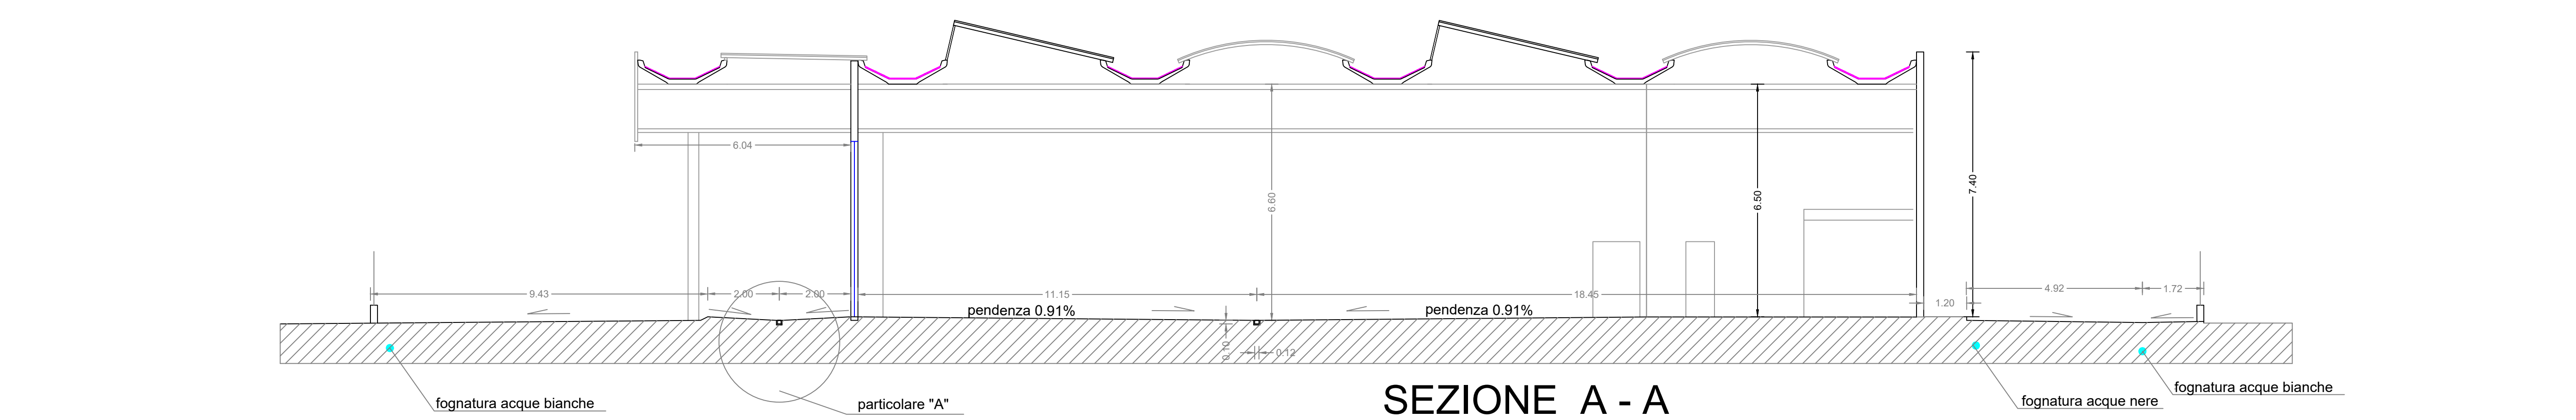 6.04
6.60
6.50
7.40
9.43
2.00
2.00
11.15
18.45
1.20
4.92
1.72
pendenza 0.91%
pendenza 0.91%
0.10
0.12
fognatura acque bianche
particolare "A"
SEZIONE A - A
fognatura acque nere
fognatura acque bianche